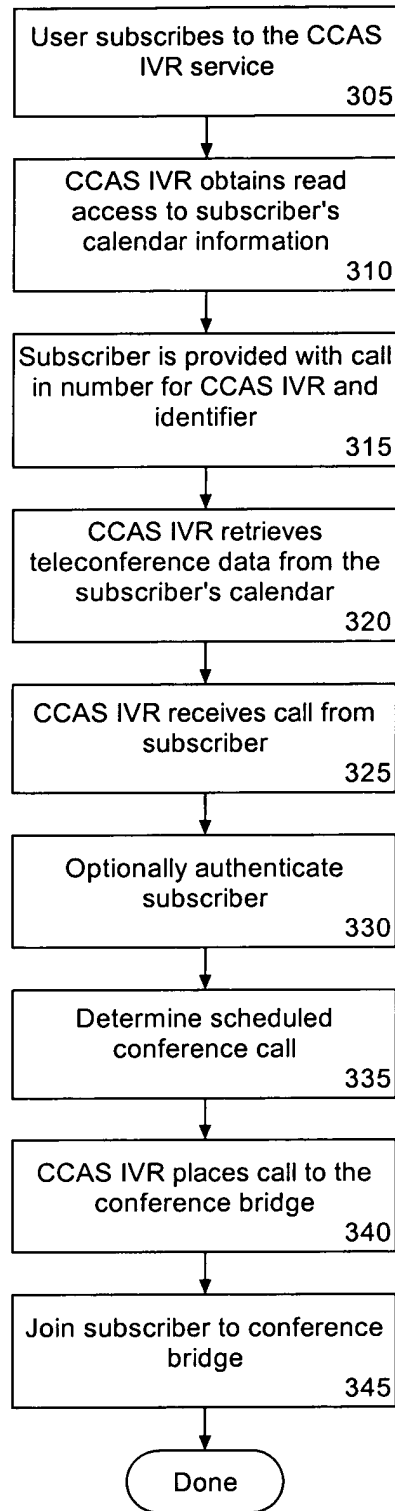 User subscribes to the CCAS
IVR service
305
CCAS IVR obtains read
access to subscriber's
calendar information
310
Subscriber is provided with call
in number for CCAS IVR and
identifier
315
CCAS IVR retrieves
teleconference data from the
subscriber's calendar
320
CCAS IVR receives call from
subscriber
325
Optionally authenticate
subscriber
330
Determine scheduled
conference call
335
CCAS IVR places call to the
conference bridge
340
Join subscriber to conference
bridge
345
Done